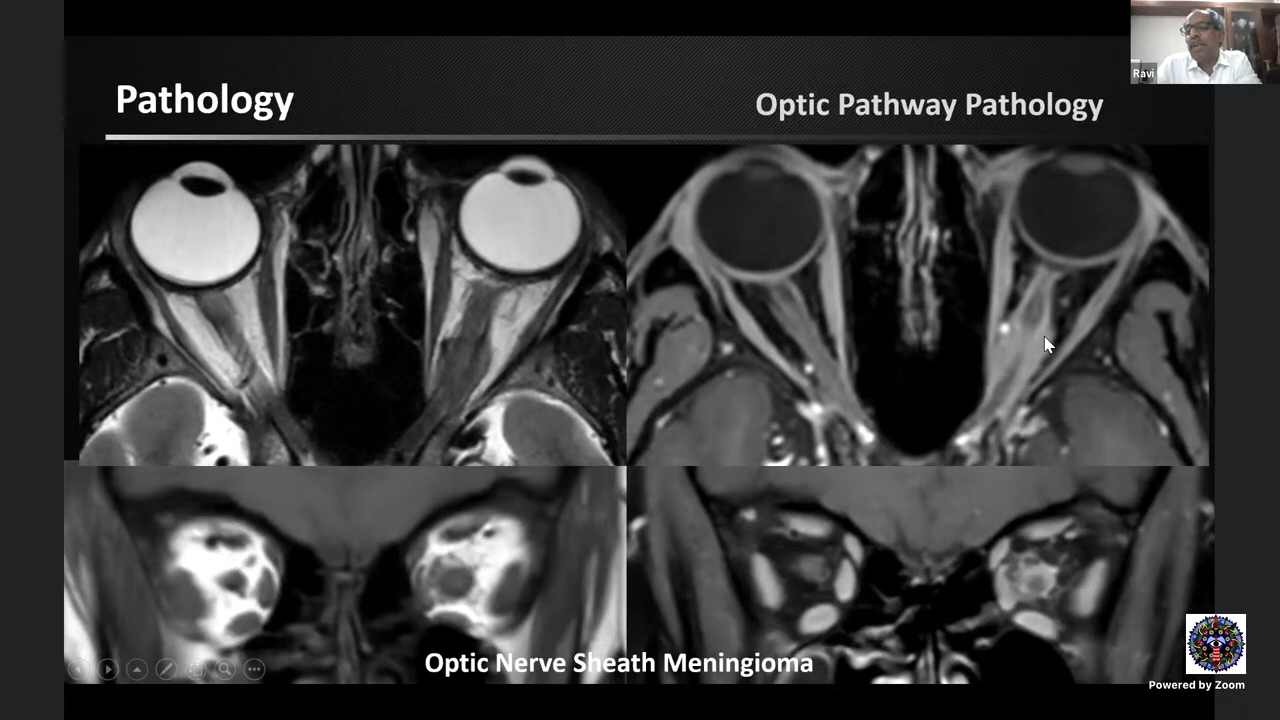 Ravi
Pathology
Optic Pathway Pathology
Optic Nerve Sheath Meningioma
Powered by Zoom